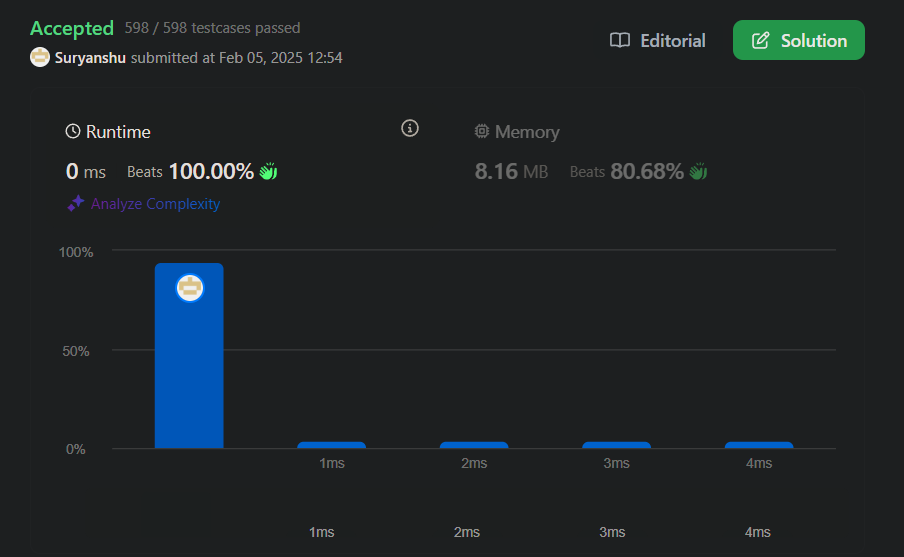 Accepted 598 / 598 testcases passed
Editorial
Solution
Suryanshu submitted at Feb 05, 2025 12:54
Runtime
Memory
0 ms Beats 100.00%
8.16 MB Beats 80.68%
Analyze Complexity
100%
50%
0%
1ms 2ms 3ms 4ms
1ms 2ms 3ms 4ms